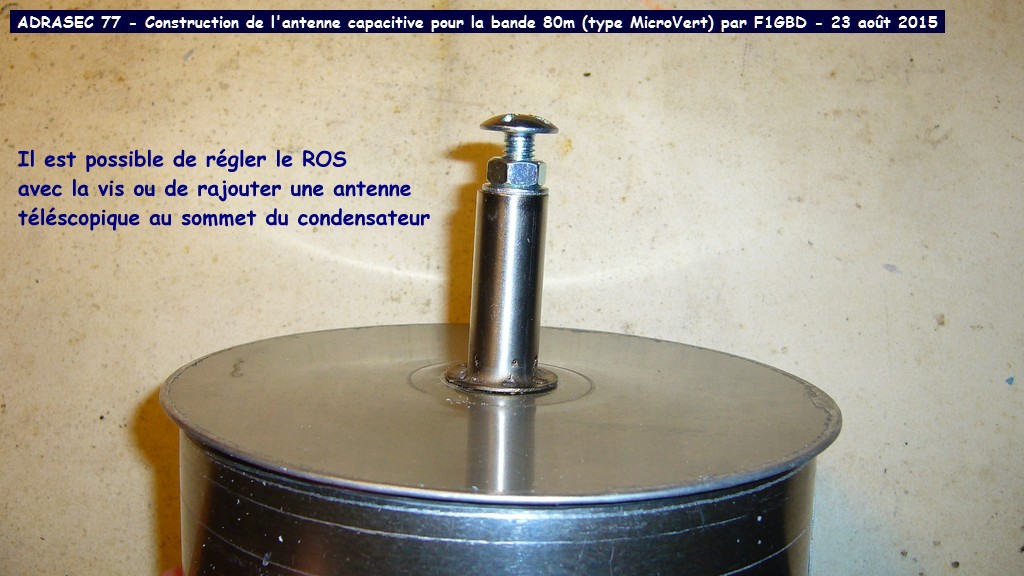 ADRASEC 77 - Construction de l'antenne capacitive pour la bande 80m (type MicroVert) par F1GBD - 23 août 2015
Il est possible de régler le ROS
avec la vis ou de rajouter une antenne
téléscopique au sommet du condensateur